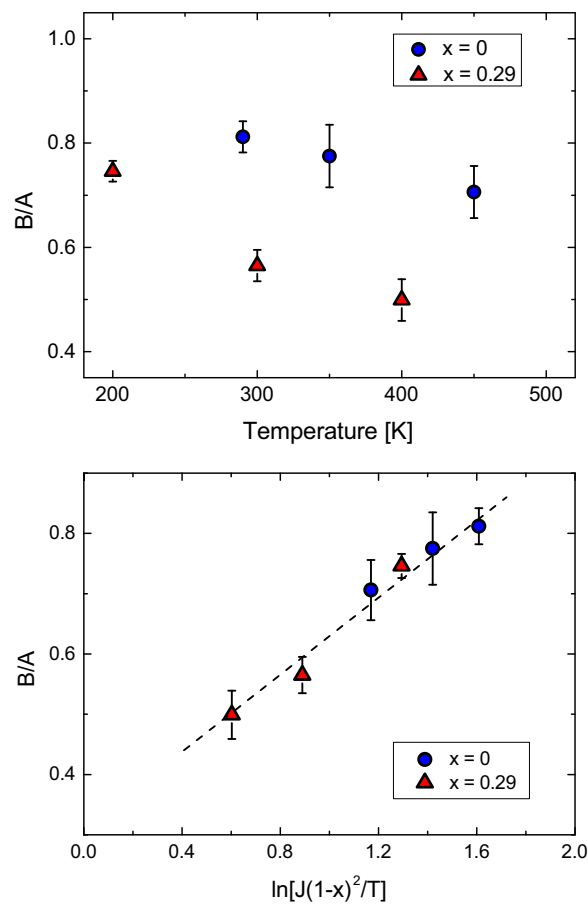 1.0
0.8
0.6
0.4
B/A
x = 0
x = 0.29
200
300
400
500
Temperature [K]
0.8
0.6
0.4
B/A
x = 0
x = 0.29
0.0
0.4
0.8
1.2
1.6
2.0
ln[J(1-x)²/T]